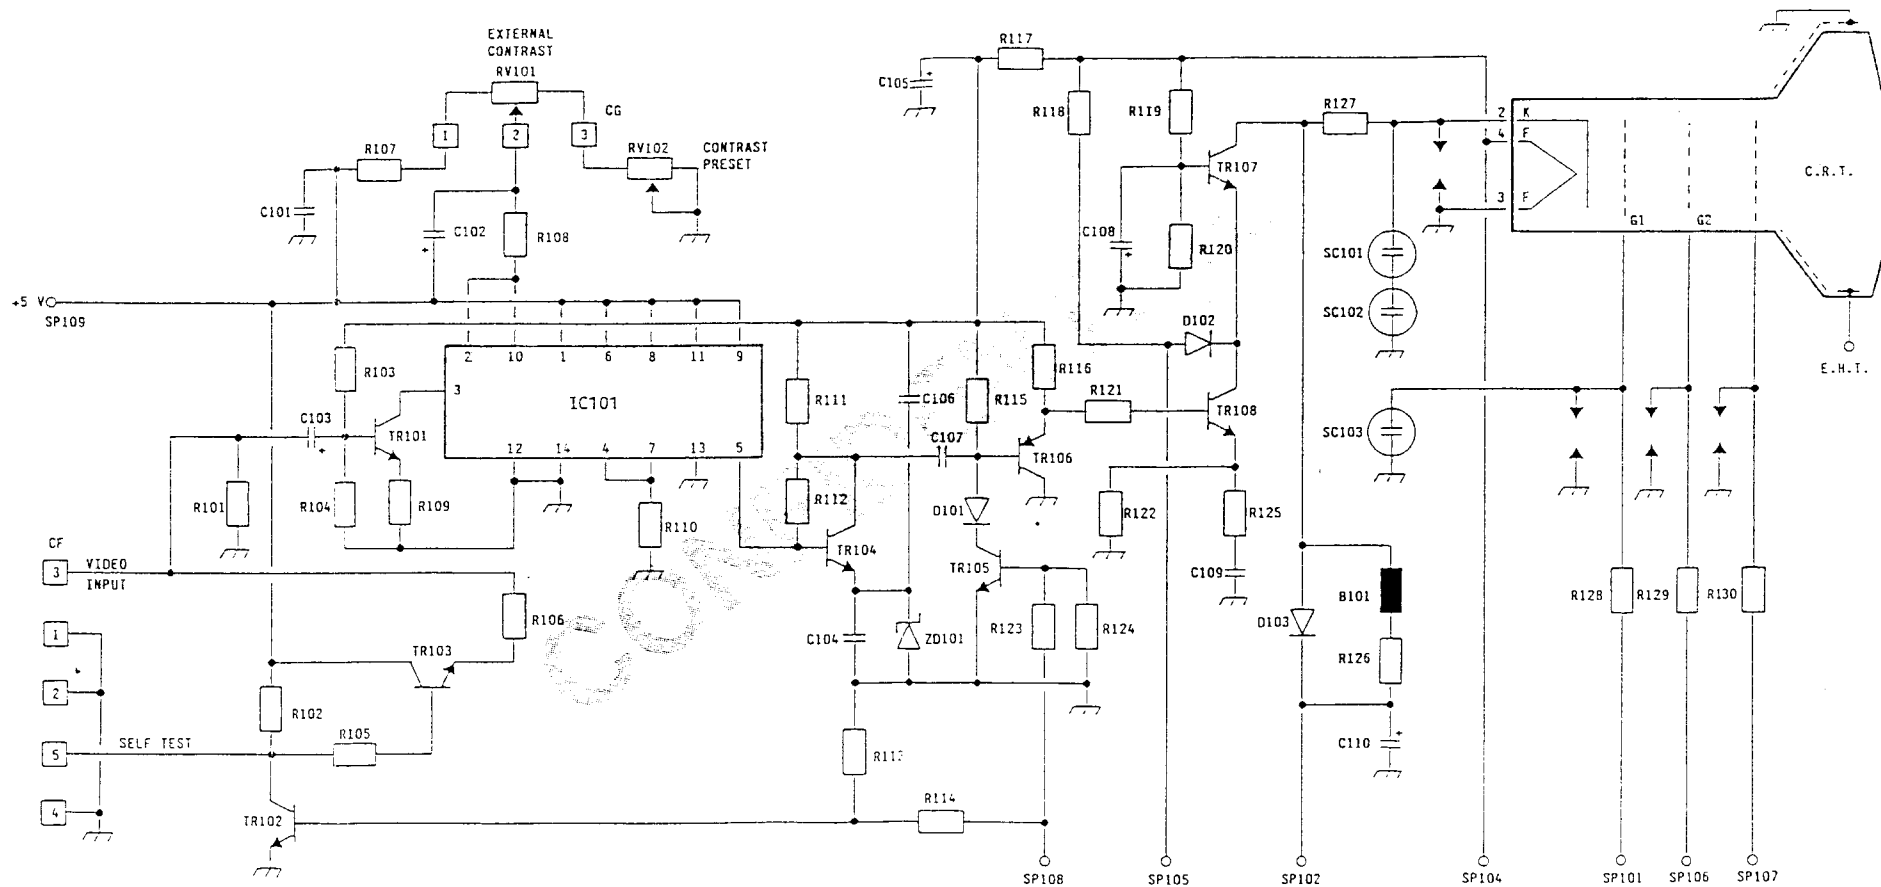 EXTERNAL
CONTRAST
RV101
CG
1
2
3
R107
RV102
CONTRAST
PRESET
C101
C102
R108
+5 V
SP109
R117
C105
R118
R119
TR107
C108
R120
R127
2 K
4 F
3 F
G1
G2
C.R.T.
E.H.T.
SC101
SC102
SC103
D102
2 10 1 6 8 11 9
3
IC101
12 14 4 7 13 5
R103
C103
TR101
R101
R104
R109
R110
R111
R112
C106
C107
R115
R116
R121
TR106
TR108
D101
R122
R125
TR104
TR105
C109
C104
ZD101
R123
R124
B101
D103
R126
C110
R128
R129
R130
CF
3
VIDEO
INPUT
1
2
5
4
R106
TR103
R102
SELF TEST
R105
R113
R114
TR102
SP108
SP105
SP102
SP104
SP101
SP106
SP107